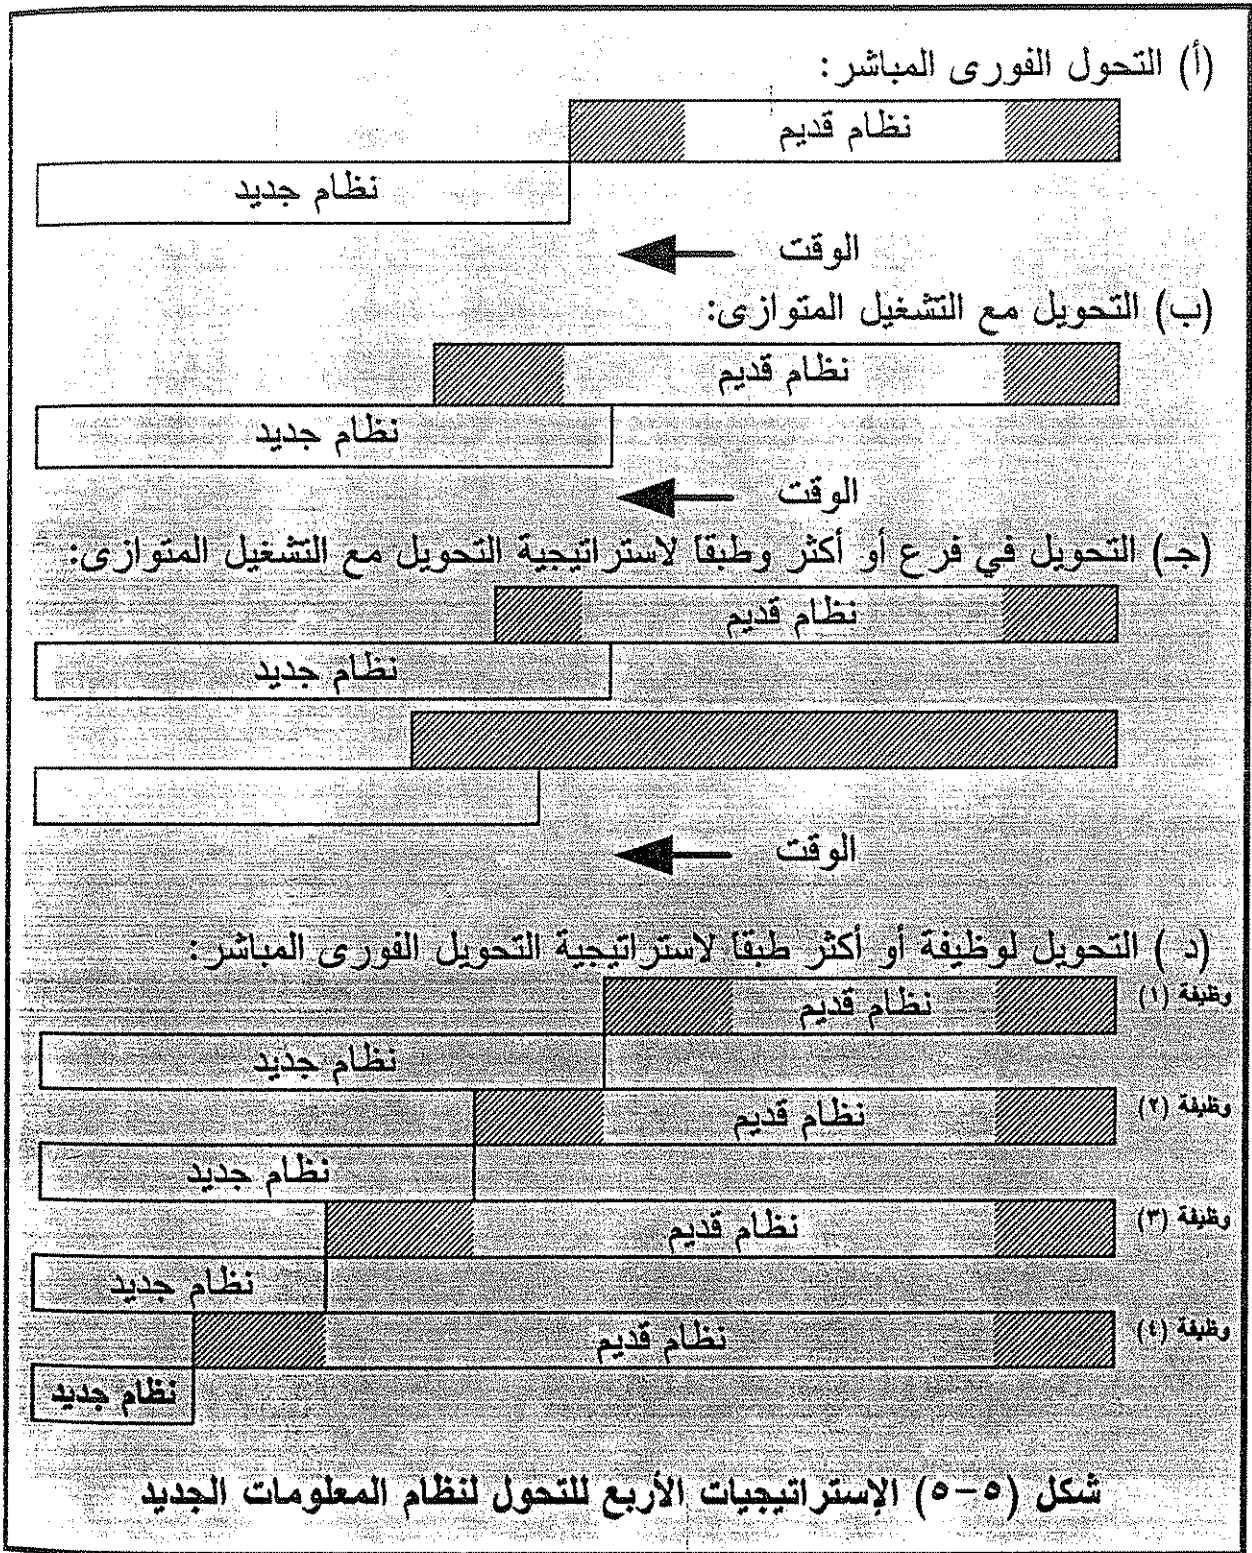 (أ) التحول الفورى المباشر:
نظام قديم
نظام جديد
الوقت
(ب) التحويل مع التشغيل المتوازى:
نظام قديم
نظام جديد
الوقت
(جـ) التحويل في فرع أو أكثر وطبقاً لاستراتيجية التحويل مع التشغيل المتوازى:
نظام قديم
نظام جديد
الوقت
(د ) التحويل لوظيفة أو أكثر طبقاً لاستراتيجية التحويل الفورى المباشر:
وظيفة (١) نظام قديم
نظام جديد
وظيفة (٢) نظام قديم
نظام جديد
وظيفة (٣) نظام قديم
نظام جديد
وظيفة (٤) نظام قديم
نظام جديد
شكل (٥-٥) الإستراتيجيات الأربع للتحول لنظام المعلومات الجديد